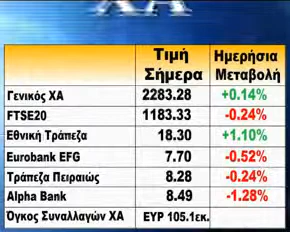 ΧΑ
Τιμή Σήμερα Ημερήσια Μεταβολή
Γενικός ΧΑ 2283.28 +0.14%
FTSE20 1183.33 -0.24%
Εθνική Τράπεζα 18.30 +1.10%
Eurobank EFG 7.70 -0.52%
Τράπεζα Πειραιώς 8.28 -0.24%
Alpha Bank 8.49 -1.28%
Όγκος Συναλλαγών ΧΑ ΕΥΡ 105.1εκ.